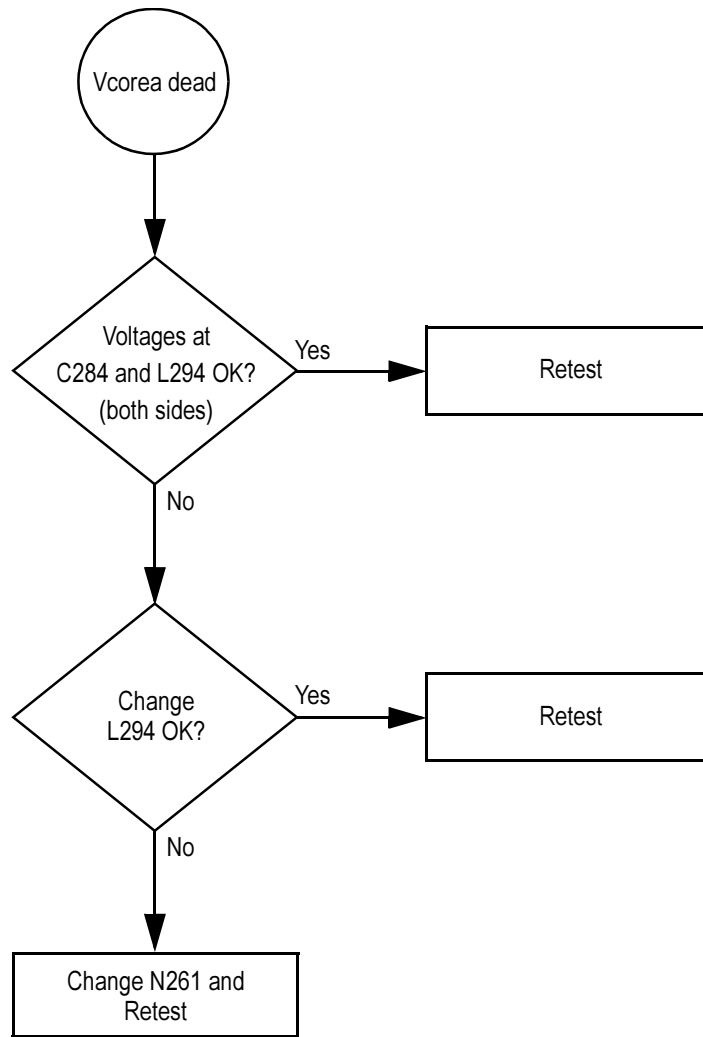 Vcorea dead
Voltages at
C284 and L294 OK?
(both sides)
Yes
Retest
No
Change
L294 OK?
Yes
Retest
No
Change N261 and
Retest